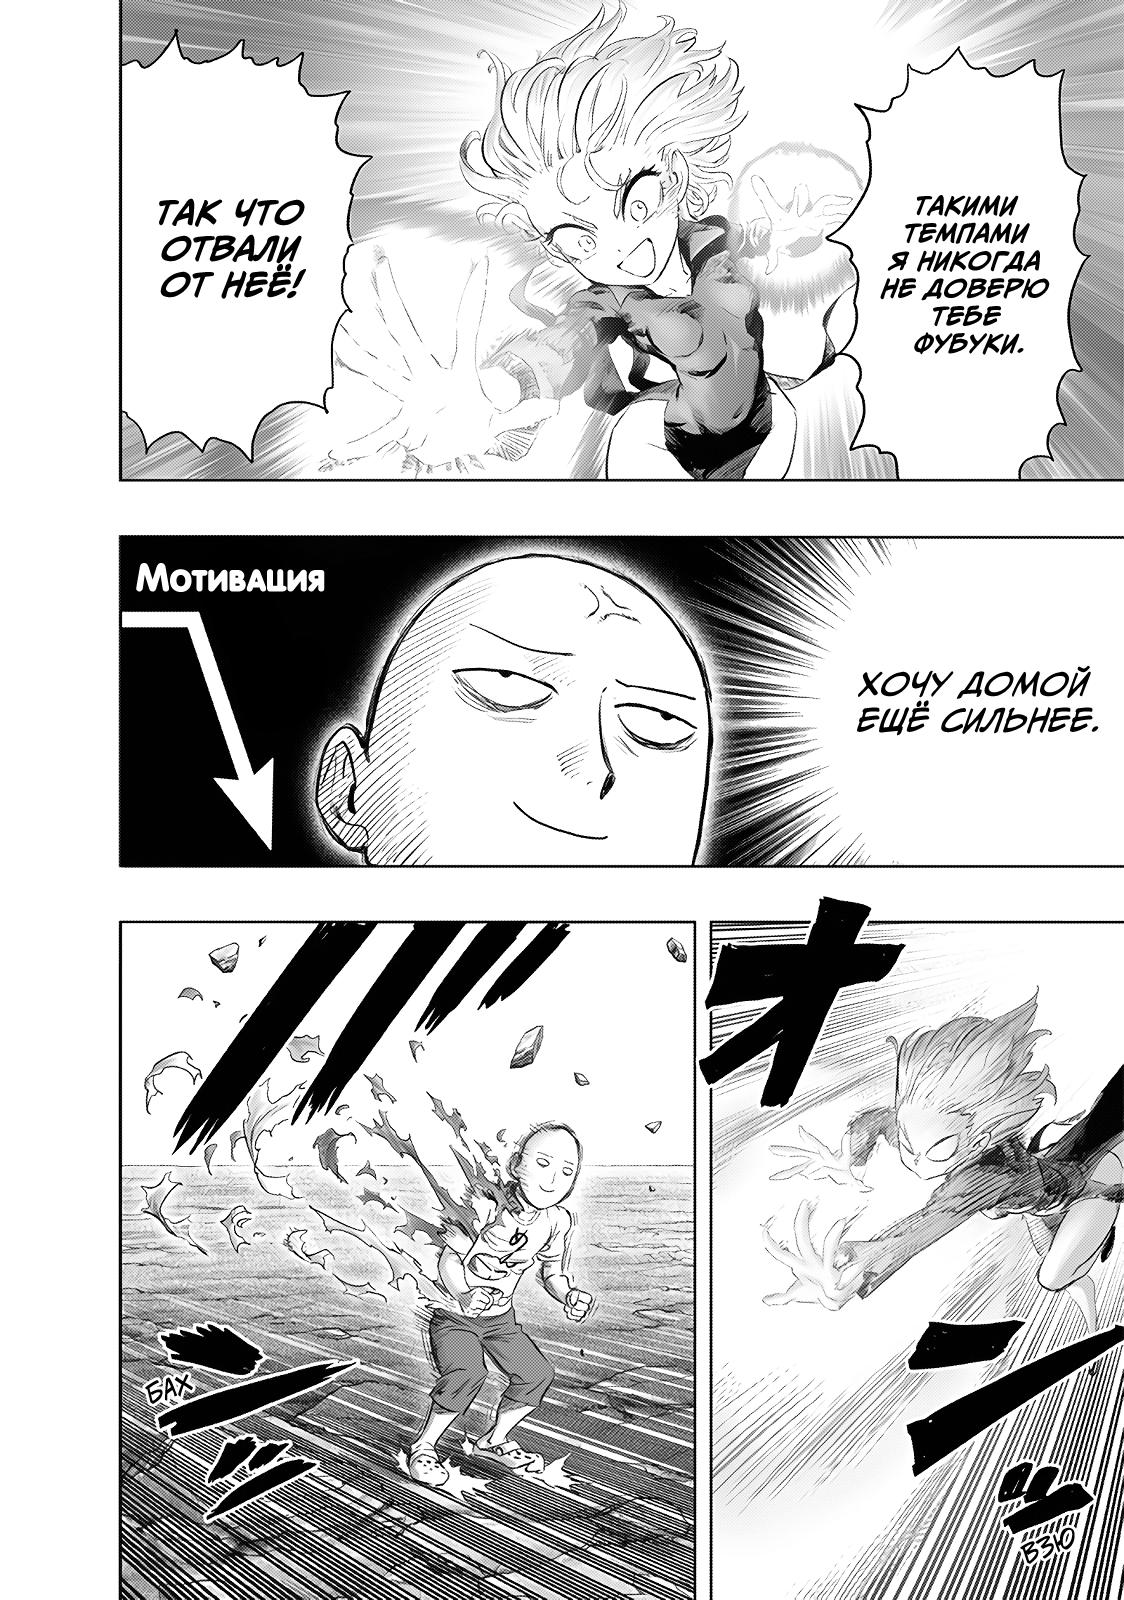 ТАКИМИ
ТЕМПАМИ
Я НИКОГДА
НЕ ДОВЕРЮ
ТЕБЕ
ФУБУКИ.
ТАК ЧТО
ОТВАЛИ
ОТ НЕЁ!
ХОЧУ ДОМОЙ
ЕЩЁ СИЛЬНЕЕ.
Мотивация
オ
ВЗЮ
БАХ